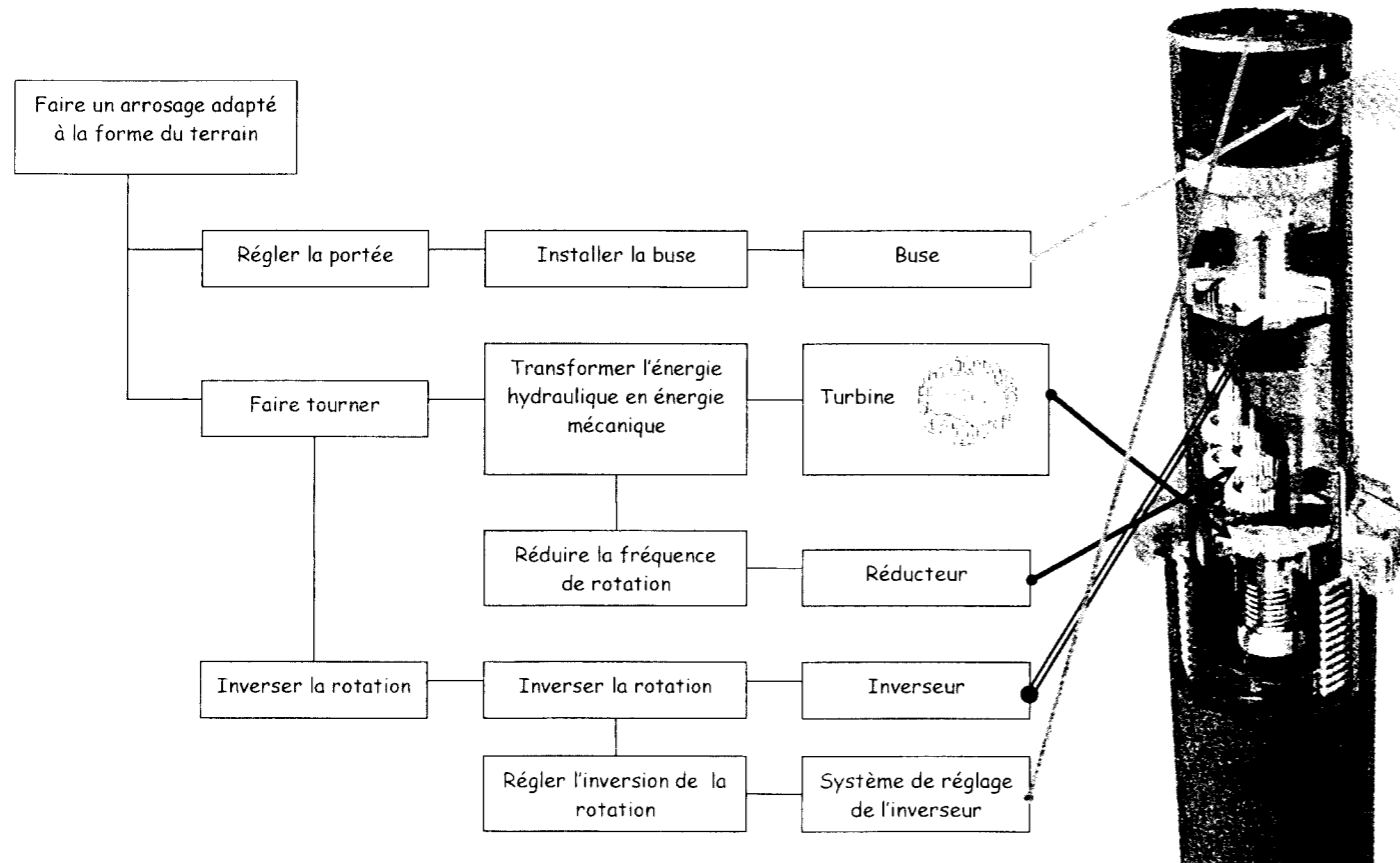 Faire un arrosage adapté
à la forme du terrain
Régler la portée
Installer la buse
Buse
Faire tourner
Transformer l'énergie
hydraulique en énergie
mécanique
Turbine
Réduire la fréquence
de rotation
Réducteur
Inverser la rotation
Inverser la rotation
Inverseur
Régler l'inversion de la
rotation
Système de réglage
de l'inverseur